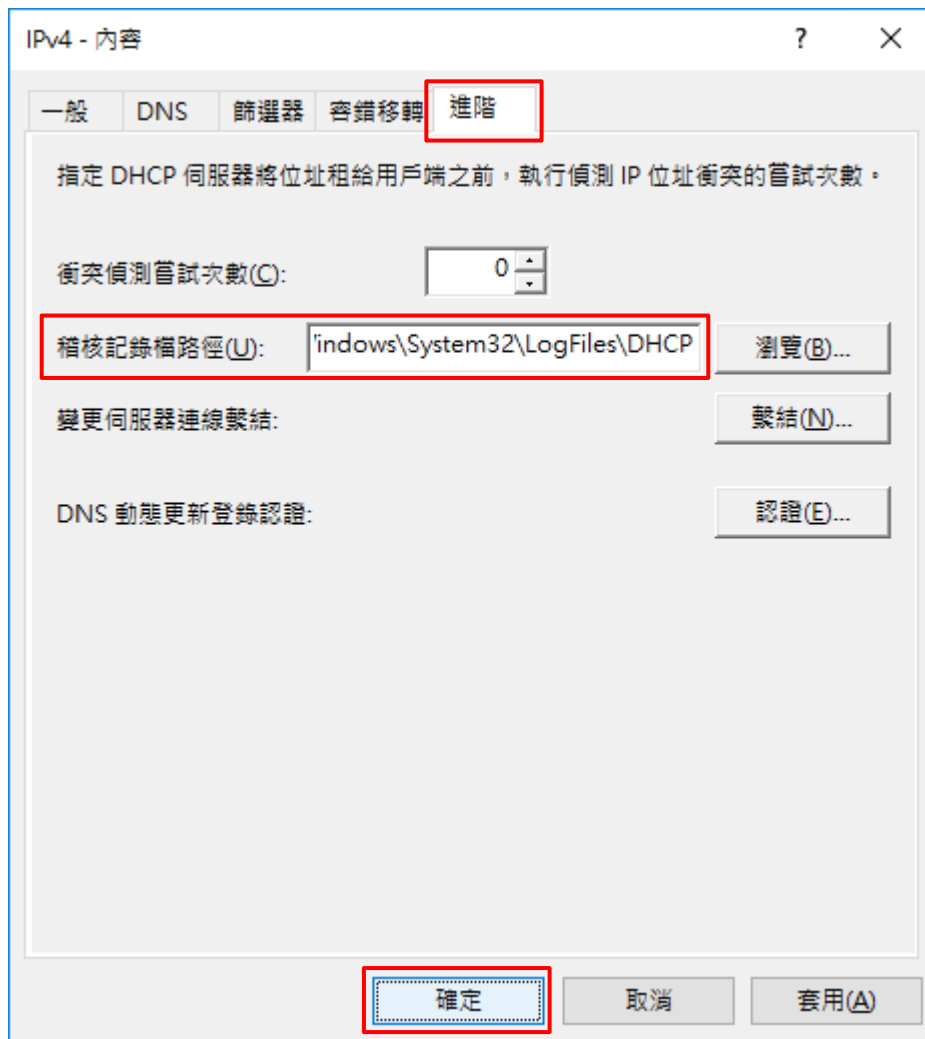 IPv4 - 內容
一般 DNS 篩選器 容錯移轉 進階
指定 DHCP 伺服器將位址租給用戶端之前，執行偵測 IP 位址衝突的嘗試次數。
衝突偵測嘗試次數(C): 0
稽核記錄檔路徑(U): indows\System32\LogFiles\DHCP 瀏覽(B)...
變更伺服器連線繫結: 繫結(N)...
DNS 動態更新登錄認證: 認證(E)...
確定 取消 套用(A)